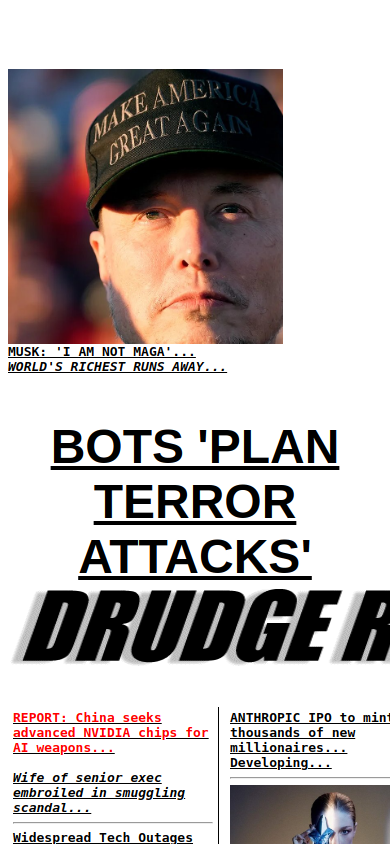 MAKE AMERICA
GREAT AGAIN
MUSK: 'I AM NOT MAGA'...
WORLD'S RICHEST RUNS AWAY...
BOTS 'PLAN
TERROR
ATTACKS'
DRUDGE R
REPORT: China seeks
advanced NVIDIA chips for
AI weapons...
Wife of senior exec
embroiled in smuggling
scandal...
Widespread Tech Outages
ANTHROPIC IPO to mint
thousands of new
millionaires...
Developing...